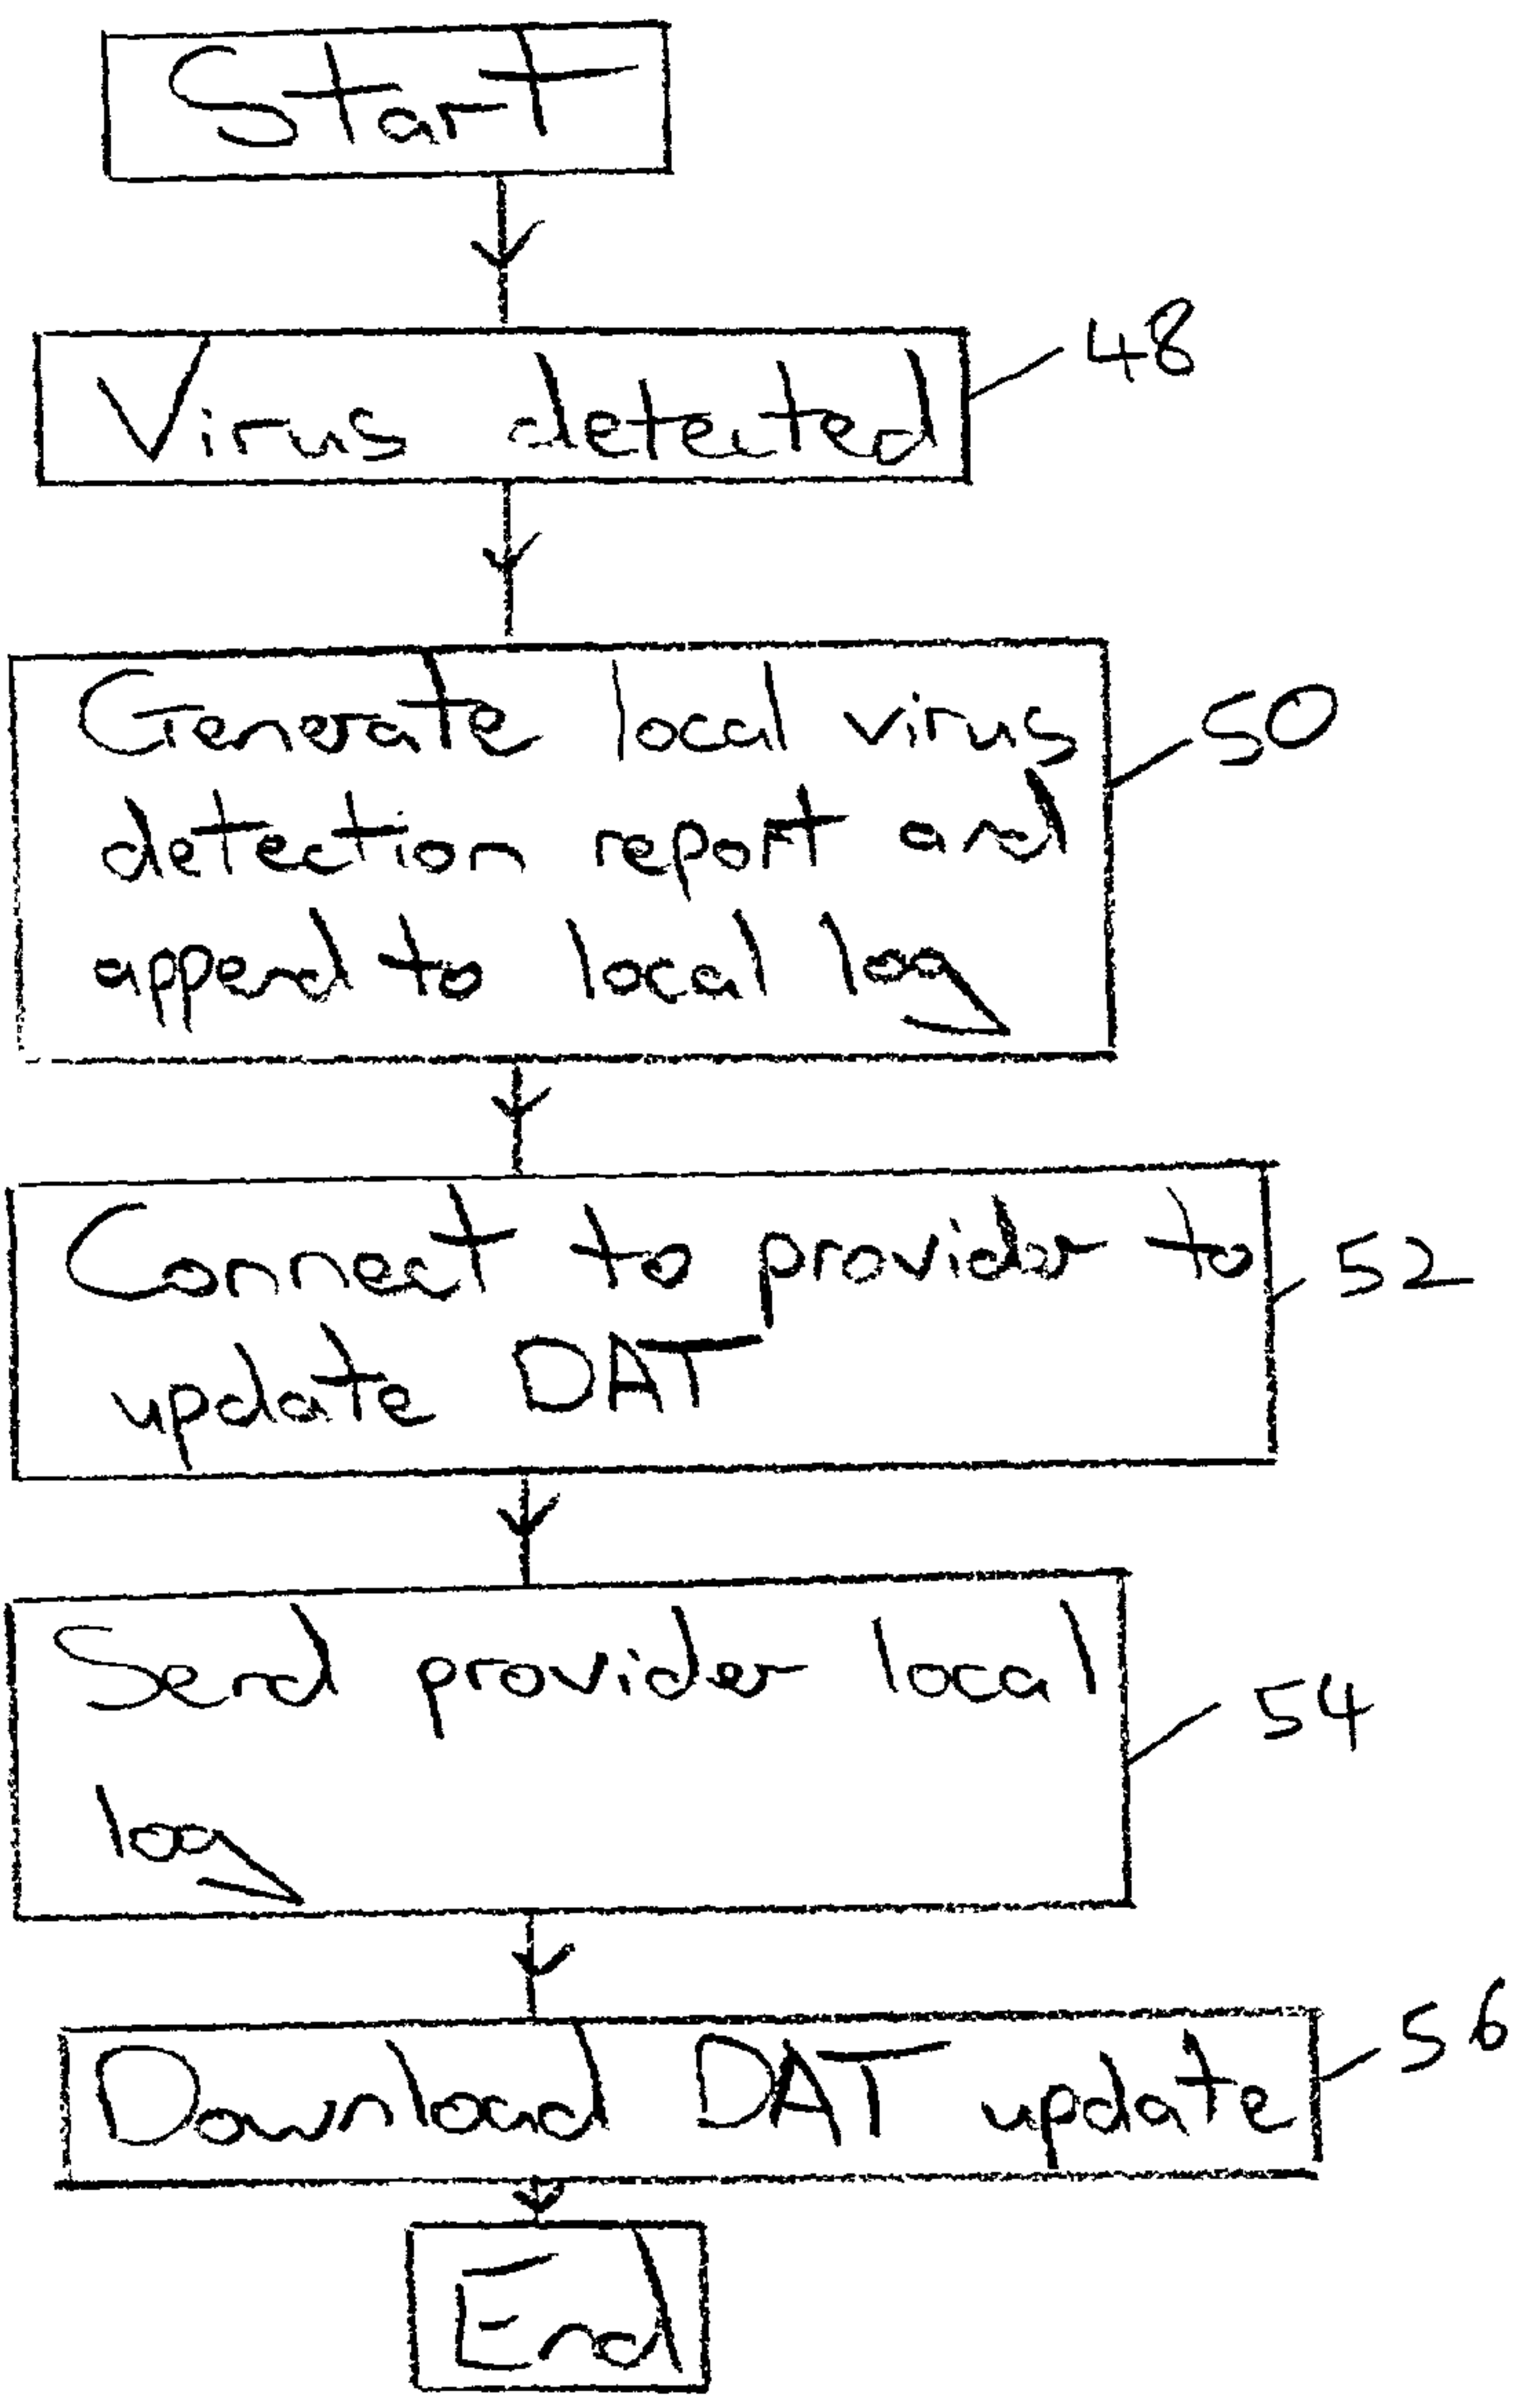 Start
Virus detected
48
Generate local virus
detection report and
append to local log
50
Connect to provider to
update DAT
52
Send provider local
log
54
Download DAT update
56
End